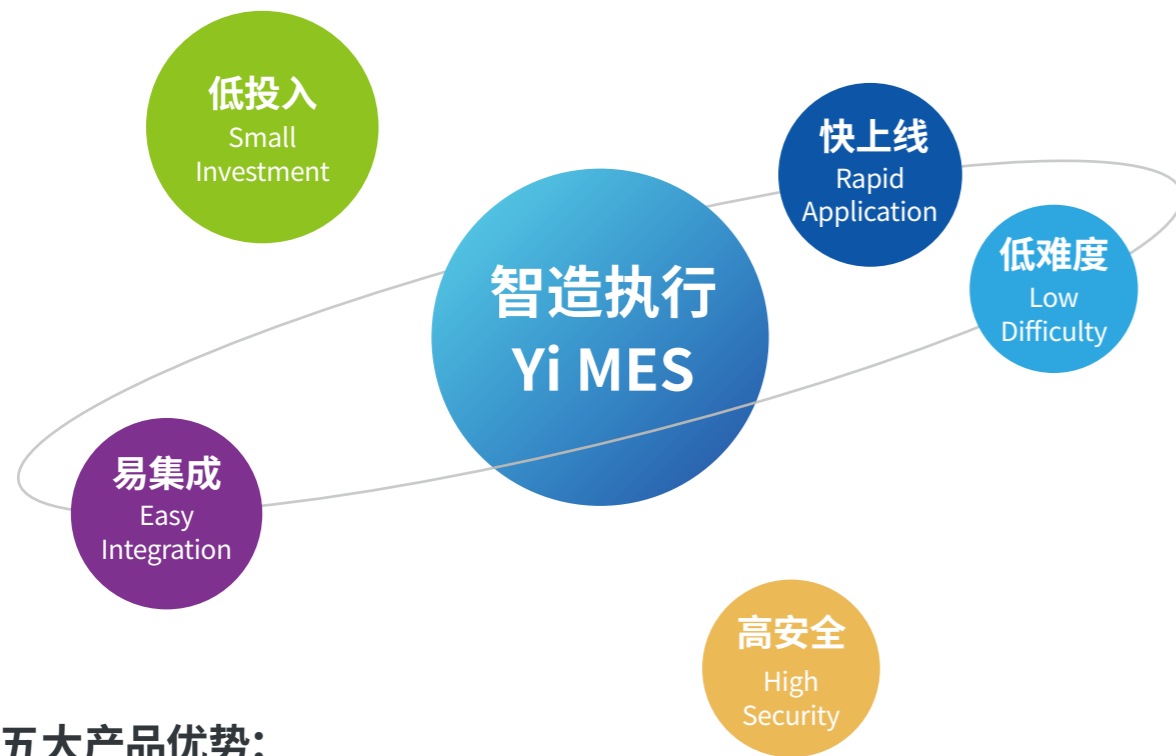 低投入
Small
Investment
快上线
Rapid
Application
低难度
Low
Difficulty
智造执行
Yi MES
易集成
Easy
Integration
高安全
High
Security
五大产品优势：